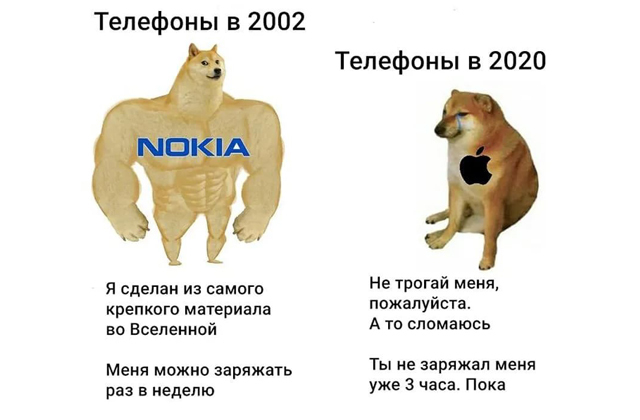 Телефоны в 2002
NOKIA
Я сделан из самого
крепкого материала
во Вселенной
Меня можно заряжать
раз в неделю
Телефоны в 2020
Не трогай меня,
пожалуйста.
А то сломаюсь
Ты не заряжал меня
уже 3 часа. Пока